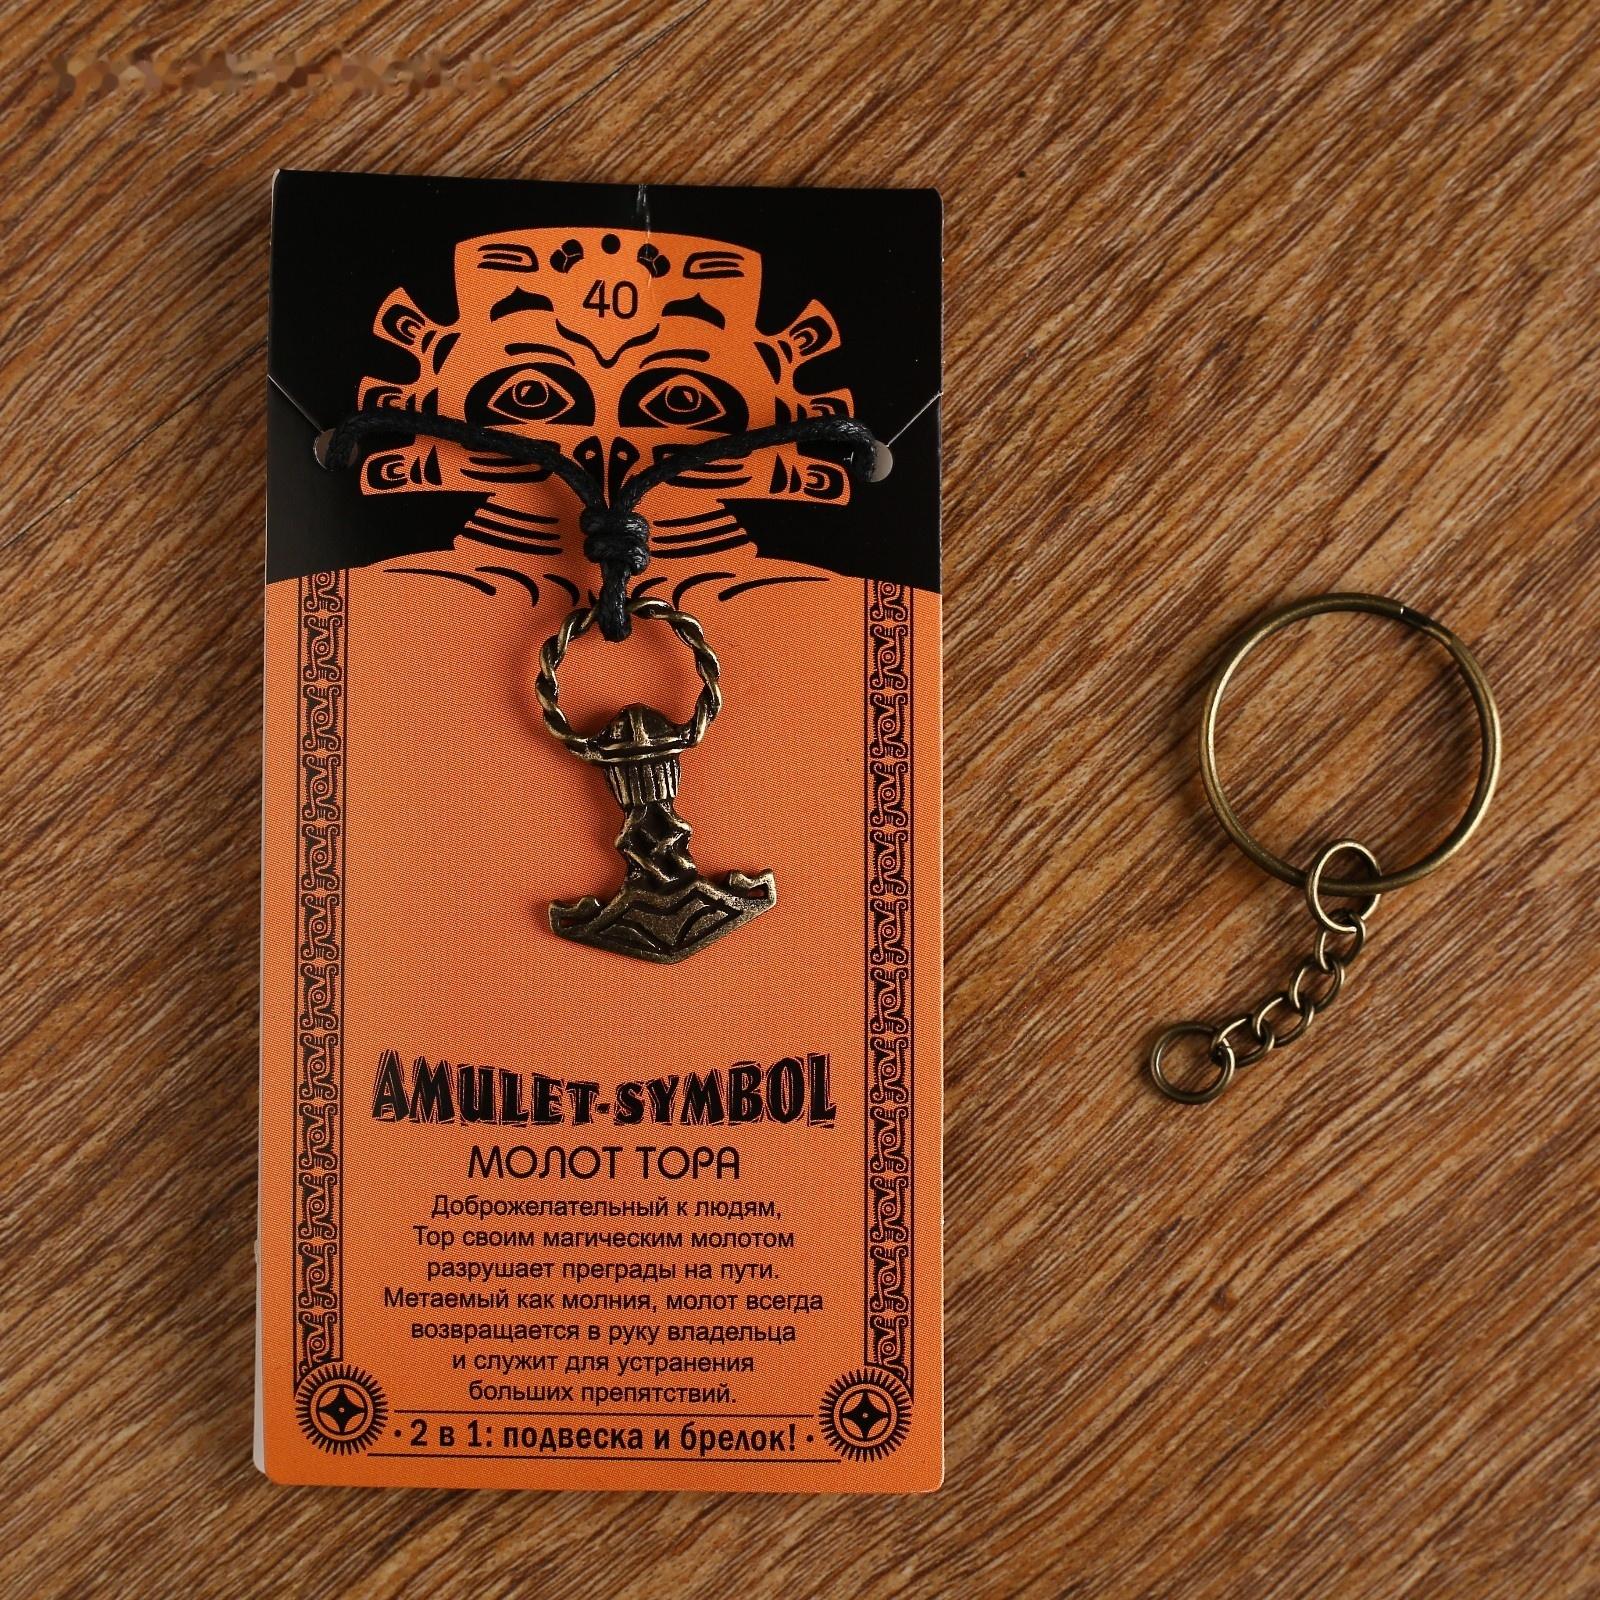 40
AMULET-SYMBOL
МОЛОТ ТОРА
Доброжелательный к людям,
Тор своим магическим молотом
разрушает преграды на пути.
Метаемый как молния, молот всегда
возвращается в руку владельца
и служит для устранения
больших препятствий.
· 2 в 1: подвеска и брелок! ·